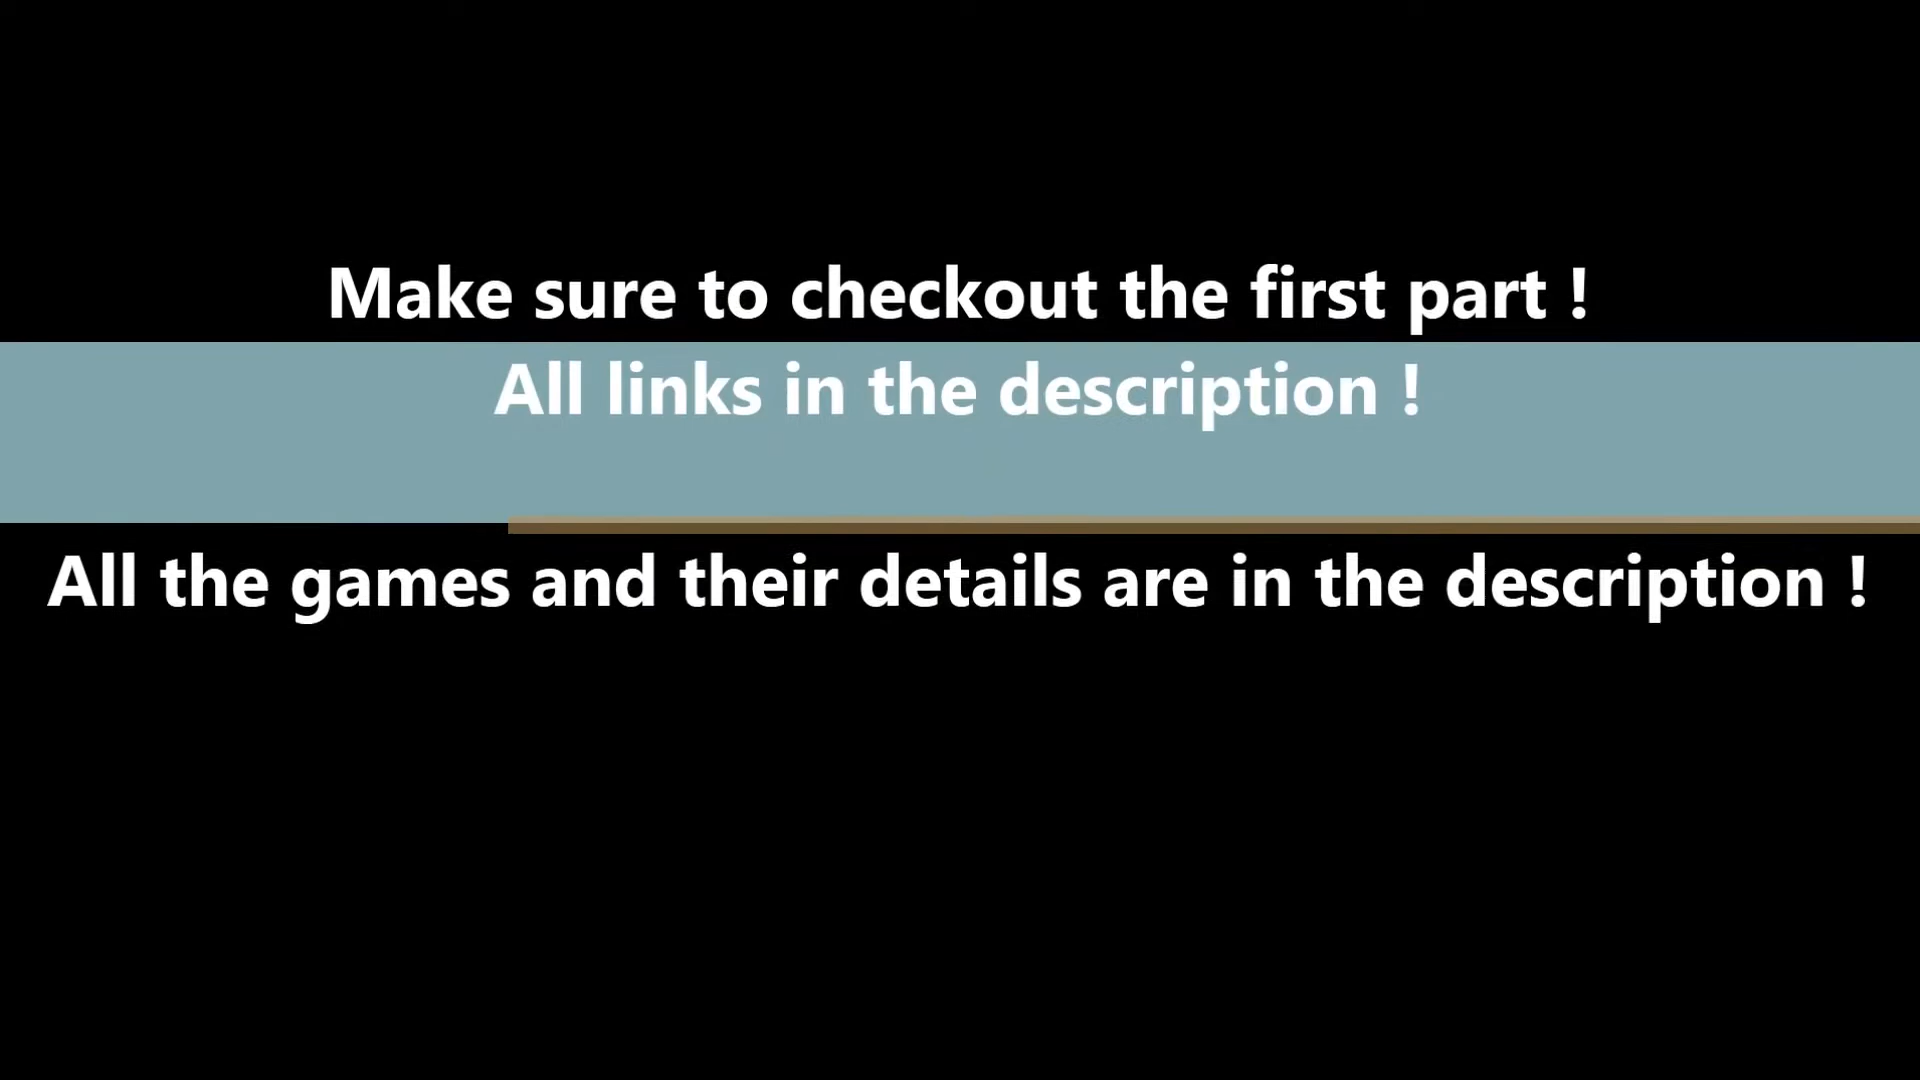 Make sure to checkout the first part !
All links in the description !
All the games and their details are in the description !